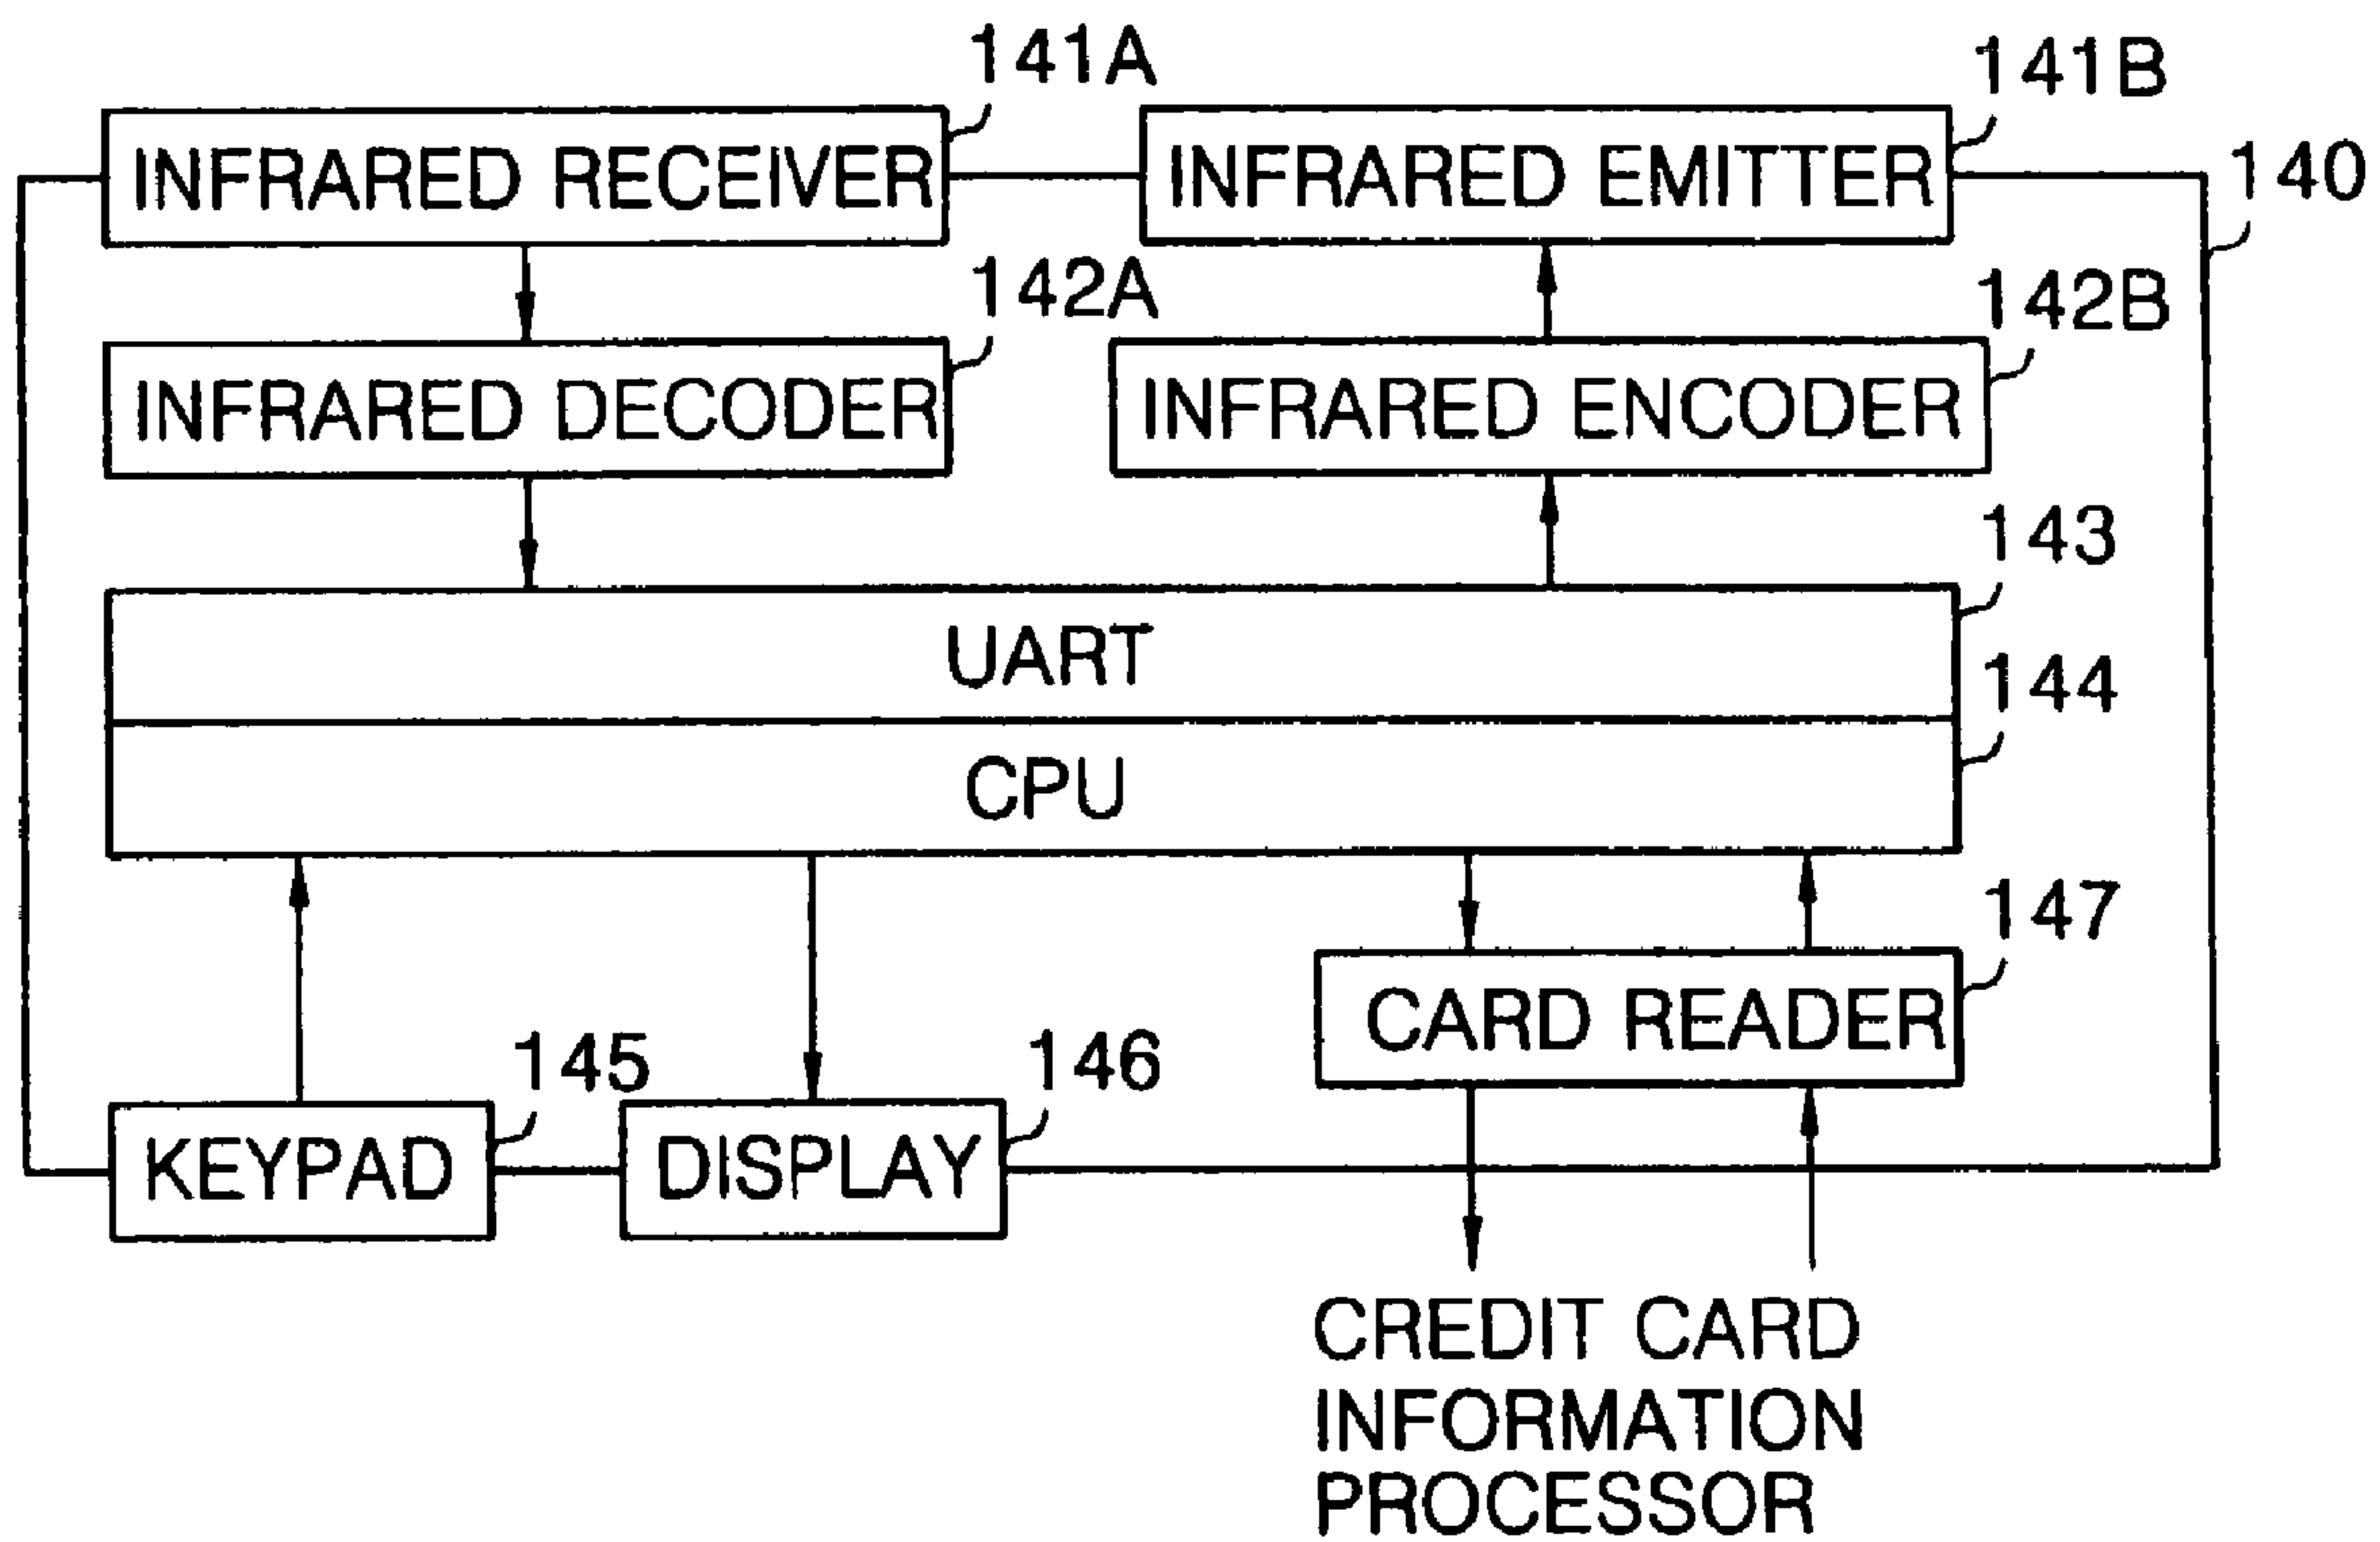 141A
141B
INFRARED RECEIVER
INFRARED EMITTER
140
142A
142B
INFRARED DECODER
INFRARED ENCODER
143
UART
144
CPU
147
CARD READER
145
146
KEYPAD
DISPLAY
CREDIT CARD
INFORMATION
PROCESSOR